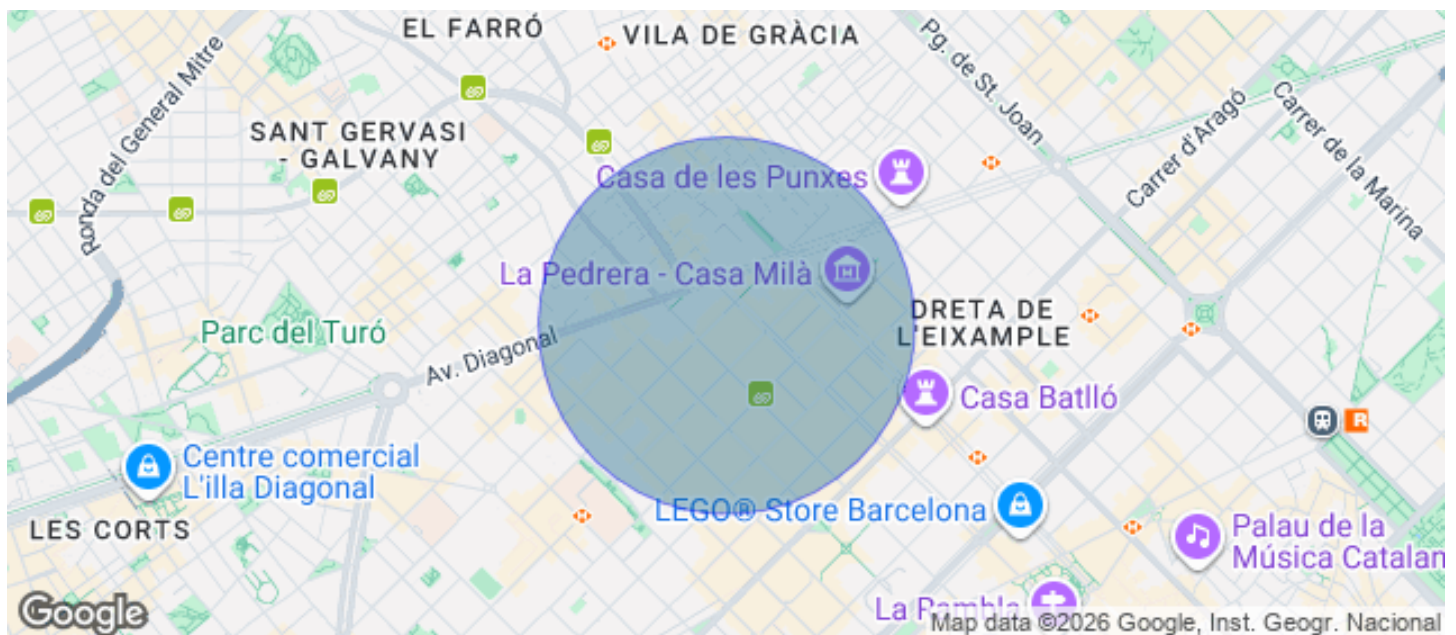 EL FARRÓ
VILA DE GRÀCIA
Pg. de St. Joan
Ronda del General Mitre
SANT GERVASI
- GALVANY
Carrer d'Aragó
Carrer de la Marina
Casa de les Punxes
La Pedrera - Casa Milà
DRETA DE
L'EIXAMPLE
Parc del Turó
Av. Diagonal
Casa Batlló
R
Centre comercial
L'illa Diagonal
LEGO® Store Barcelona
LES CORTS
Palau de la
Música Catalan
La Rambla
Google
Map data ©2026 Google, Inst. Geogr. Nacional